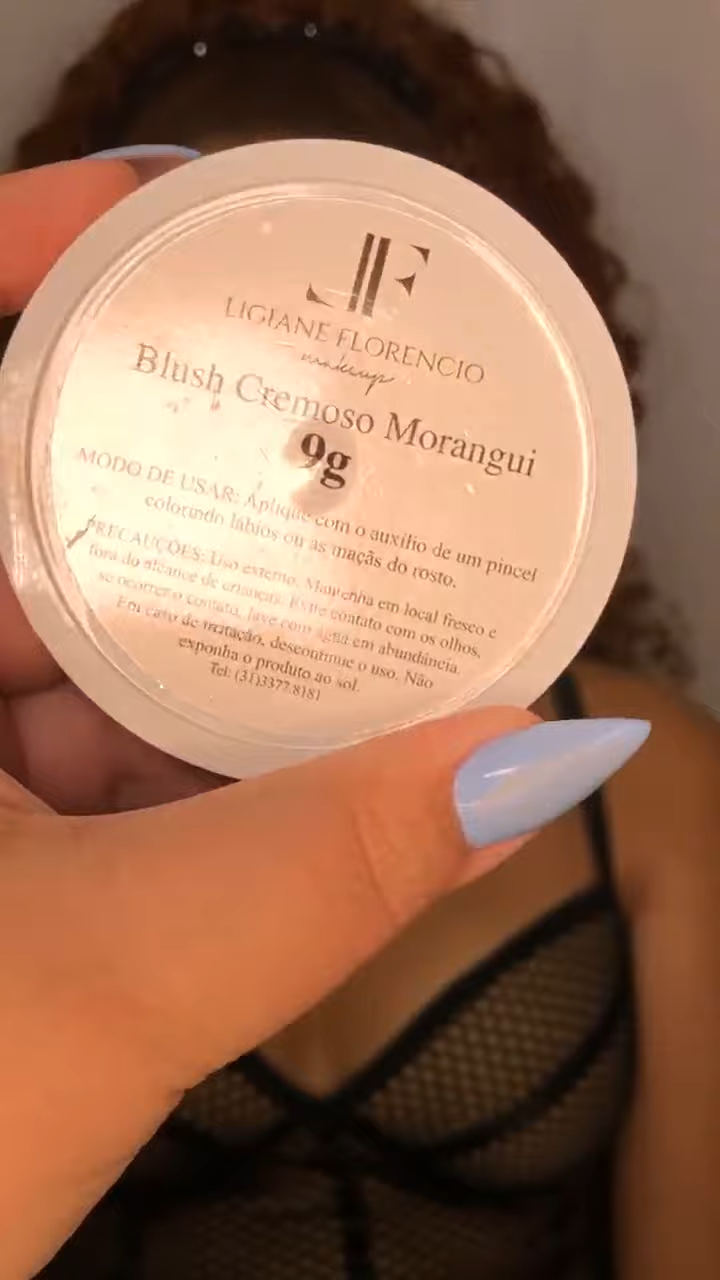 LF
LIGIANE FLORENCIO
makeup
Blush Cremoso Morangui
9g
MODO DE USAR: Aplique com o auxílio de um pincel
colorindo lábios ou as maçãs do rosto.
PRECAUÇÕES: Uso externo. Mantenha em local fresco e
fora do alcance de crianças. Evite contato com os olhos,
se ocorrer o contato, lave com água em abundância.
Em caso de irritação, descontinue o uso. Não
exponha o produto ao sol.
Tel: (31)3377.8181